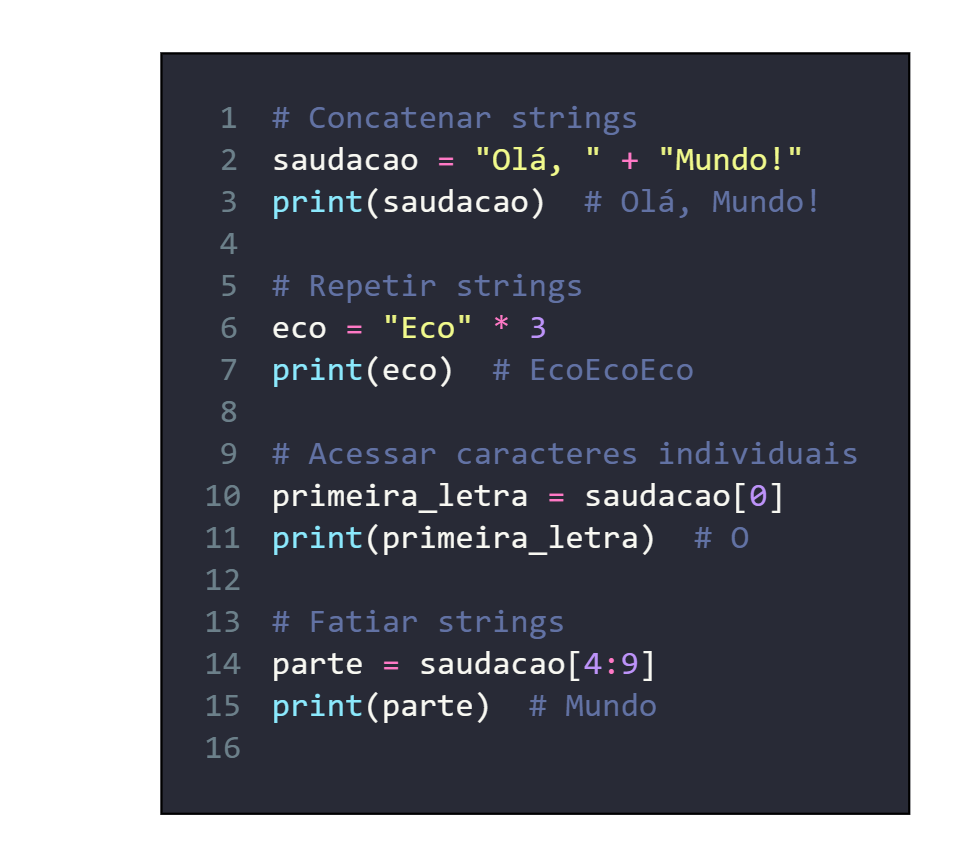 1 # Concatenar strings
2 saudacao = "Olá, " + "Mundo!"
3 print(saudacao)  # Olá, Mundo!
4
5 # Repetir strings
6 eco = "Eco" * 3
7 print(eco)  # EcoEcoEco
8
9 # Acessar caracteres individuais
10 primeira_letra = saudacao[0]
11 print(primeira_letra)  # O
12
13 # Fatiar strings
14 parte = saudacao[4:9]
15 print(parte)  # Mundo
16